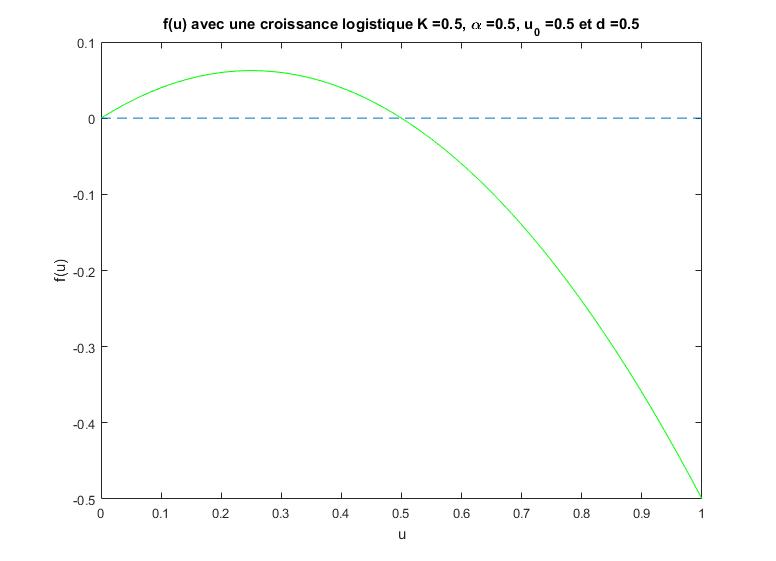 f(u) avec une croissance logistique K =0.5, α =0.5, u₀ =0.5 et d =0.5
0.1
0
-0.1
-0.2
-0.3
-0.4
-0.5
f(u)
0 0.1 0.2 0.3 0.4 0.5 0.6 0.7 0.8 0.9 1
u